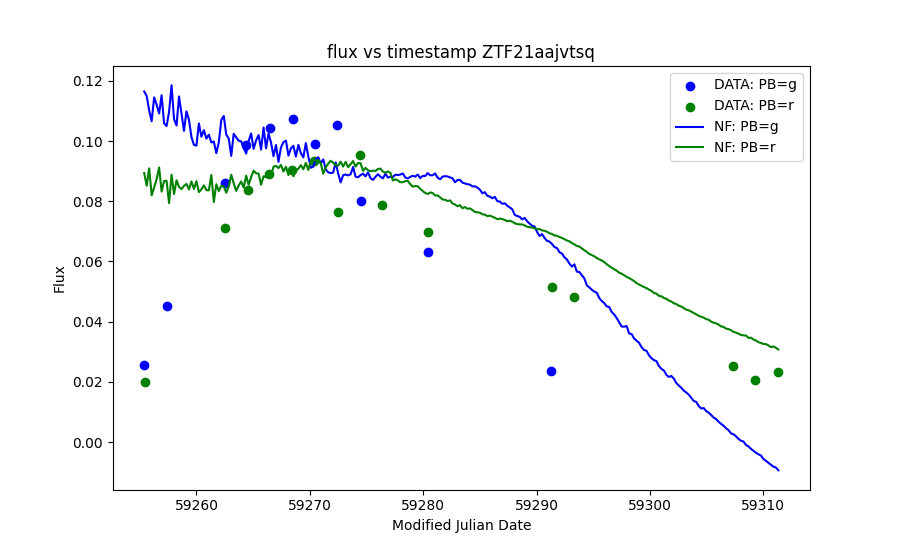 flux vs timestamp ZTF21aajvtsq
DATA: PB=g
DATA: PB=r
NF: PB=g
NF: PB=r
0.12
0.10
0.08
0.06
0.04
0.02
0.00
Flux
59260 59270 59280 59290 59300 59310
Modified Julian Date